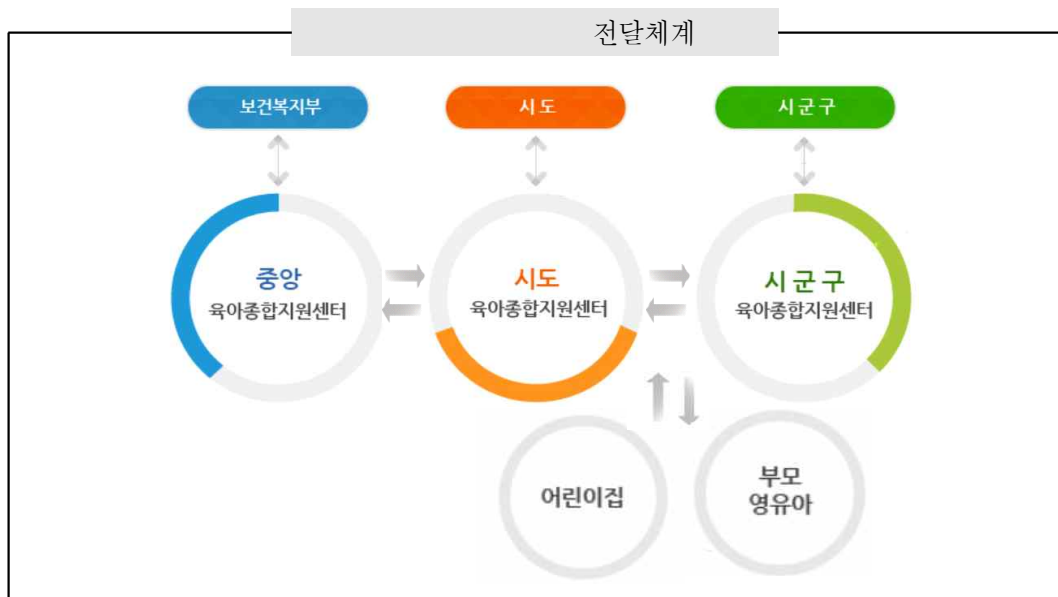 전달체계
보건복지부
시 도
시 군 구
중앙
육아종합지원센터
시도
육아종합지원센터
시 군 구
육아종합지원센터
어린이집
부모
영유아